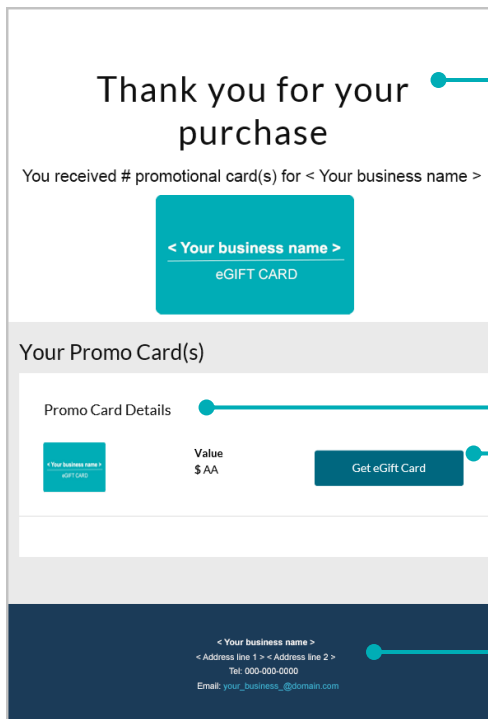 Thank you for your
purchase
You received # promotional card(s) for < Your business name >
< Your business name >
eGIFT CARD
Your Promo Card(s)
Promo Card Details
< Your business name >
eGIFT CARD
Value
$ AA
Get eGift Card
< Your business name >
< Address line 1 > < Address line 2 >
Tel: 000-000-0000
Email: your_business_@domain.com